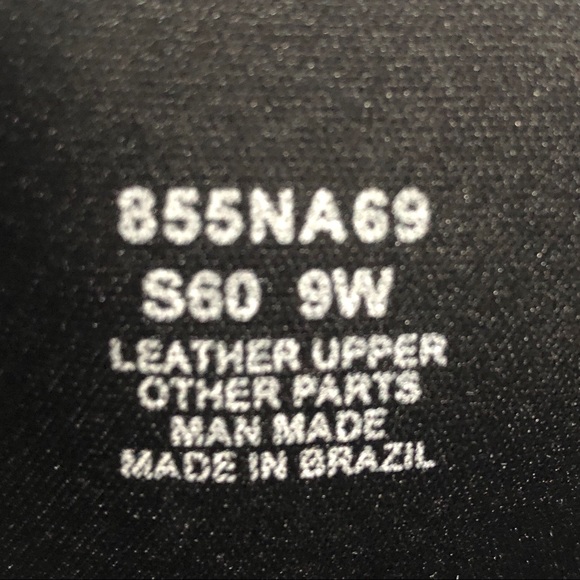 855NA69
S60 9W
LEATHER UPPER
OTHER PARTS
MAN MADE
MADE IN BRAZIL